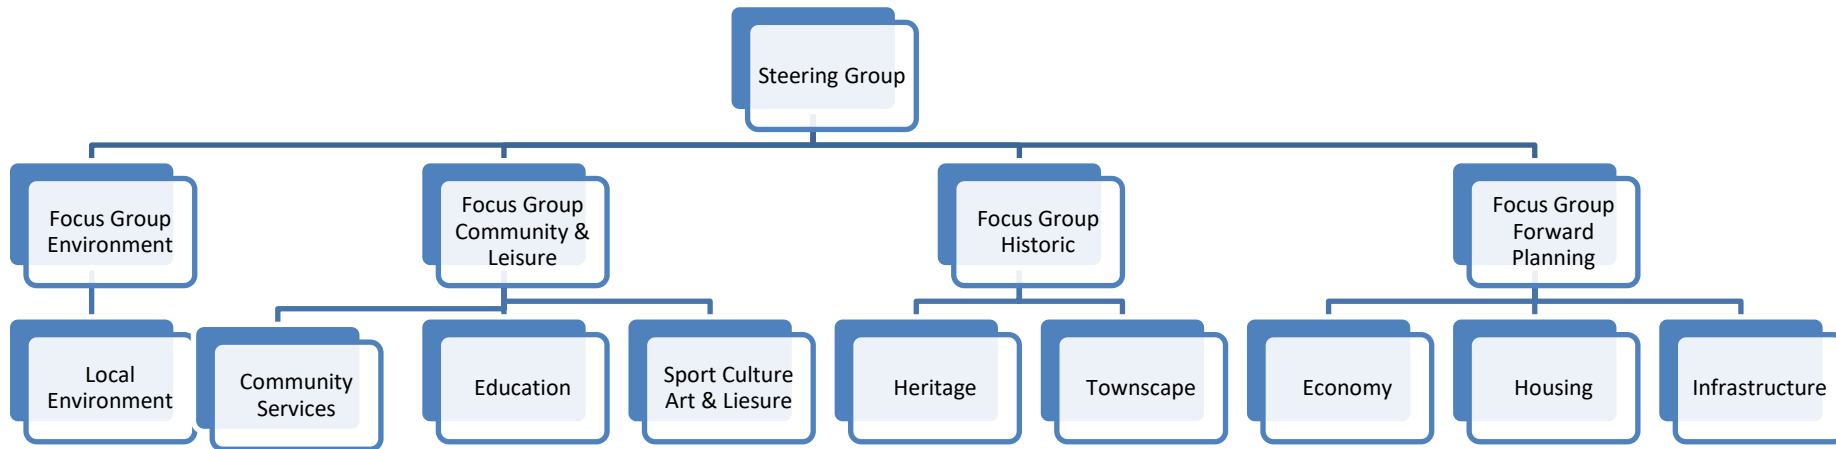 Steering Group
Focus Group
Environment
Focus Group
Community &
Leisure
Focus Group
Historic
Focus Group
Forward
Planning
Local
Environment
Community
Services
Education
Sport Culture
Art & Liesure
Heritage
Townscape
Economy
Housing
Infrastructure